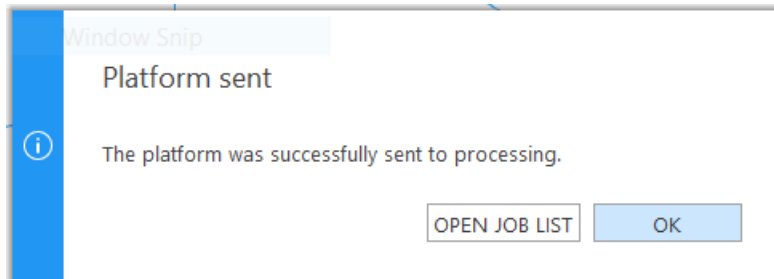 Window Snip
Platform sent
The platform was successfully sent to processing.
OPEN JOB LIST OK